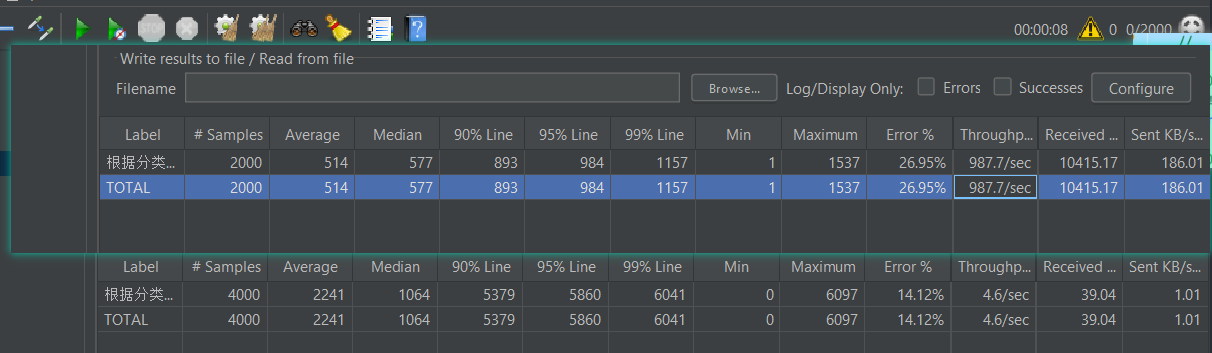 00:00:08 0 0/2000
Write results to file / Read from file
Filename Browse... Log/Display Only: Errors Successes Configure
Label # Samples Average Median 90% Line 95% Line 99% Line Min Maximum Error % Throughp... Received ... Sent KB/s...
根据分类... 2000 514 577 893 984 1157 1 1537 26.95% 987.7/sec 10415.17 186.01
TOTAL 2000 514 577 893 984 1157 1 1537 26.95% 987.7/sec 10415.17 186.01
Label # Samples Average Median 90% Line 95% Line 99% Line Min Maximum Error % Throughp... Received ... Sent KB/s...
根据分类... 4000 2241 1064 5379 5860 6041 0 6097 14.12% 4.6/sec 39.04 1.01
TOTAL 4000 2241 1064 5379 5860 6041 0 6097 14.12% 4.6/sec 39.04 1.01